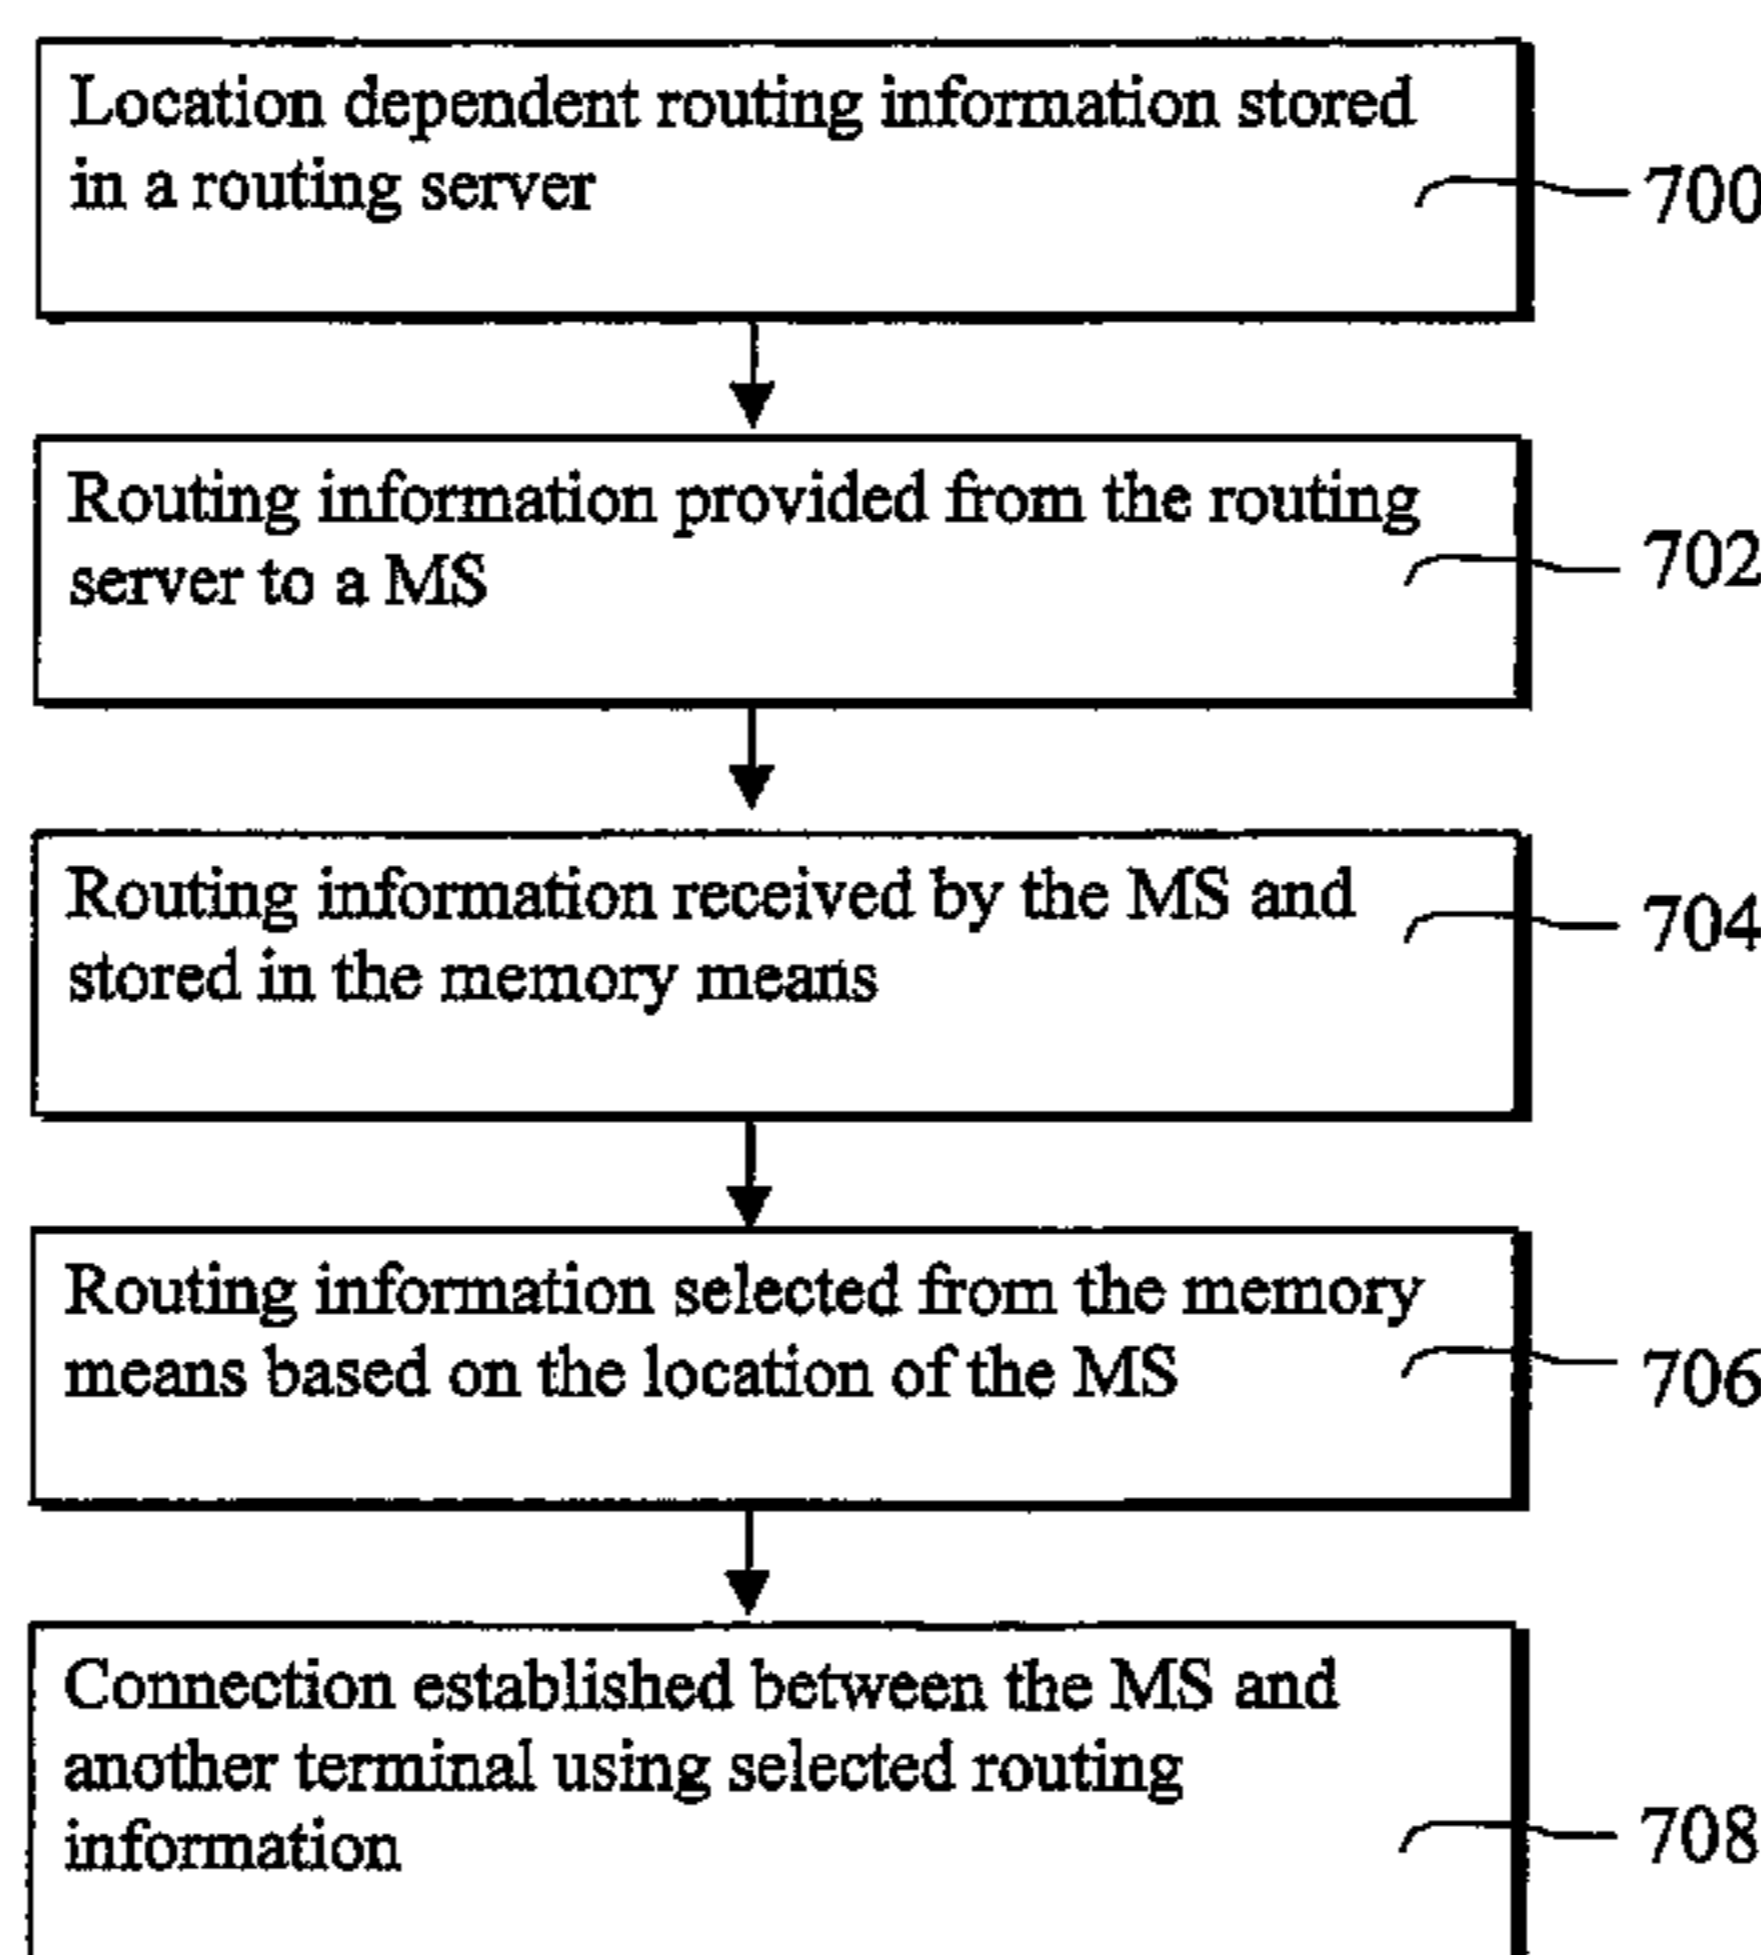 Location dependent routing information stored
in a routing server
700
Routing information provided from the routing
server to a MS
702
Routing information received by the MS and
stored in the memory means
704
Routing information selected from the memory
means based on the location of the MS
706
Connection established between the MS and
another terminal using selected routing
information
708